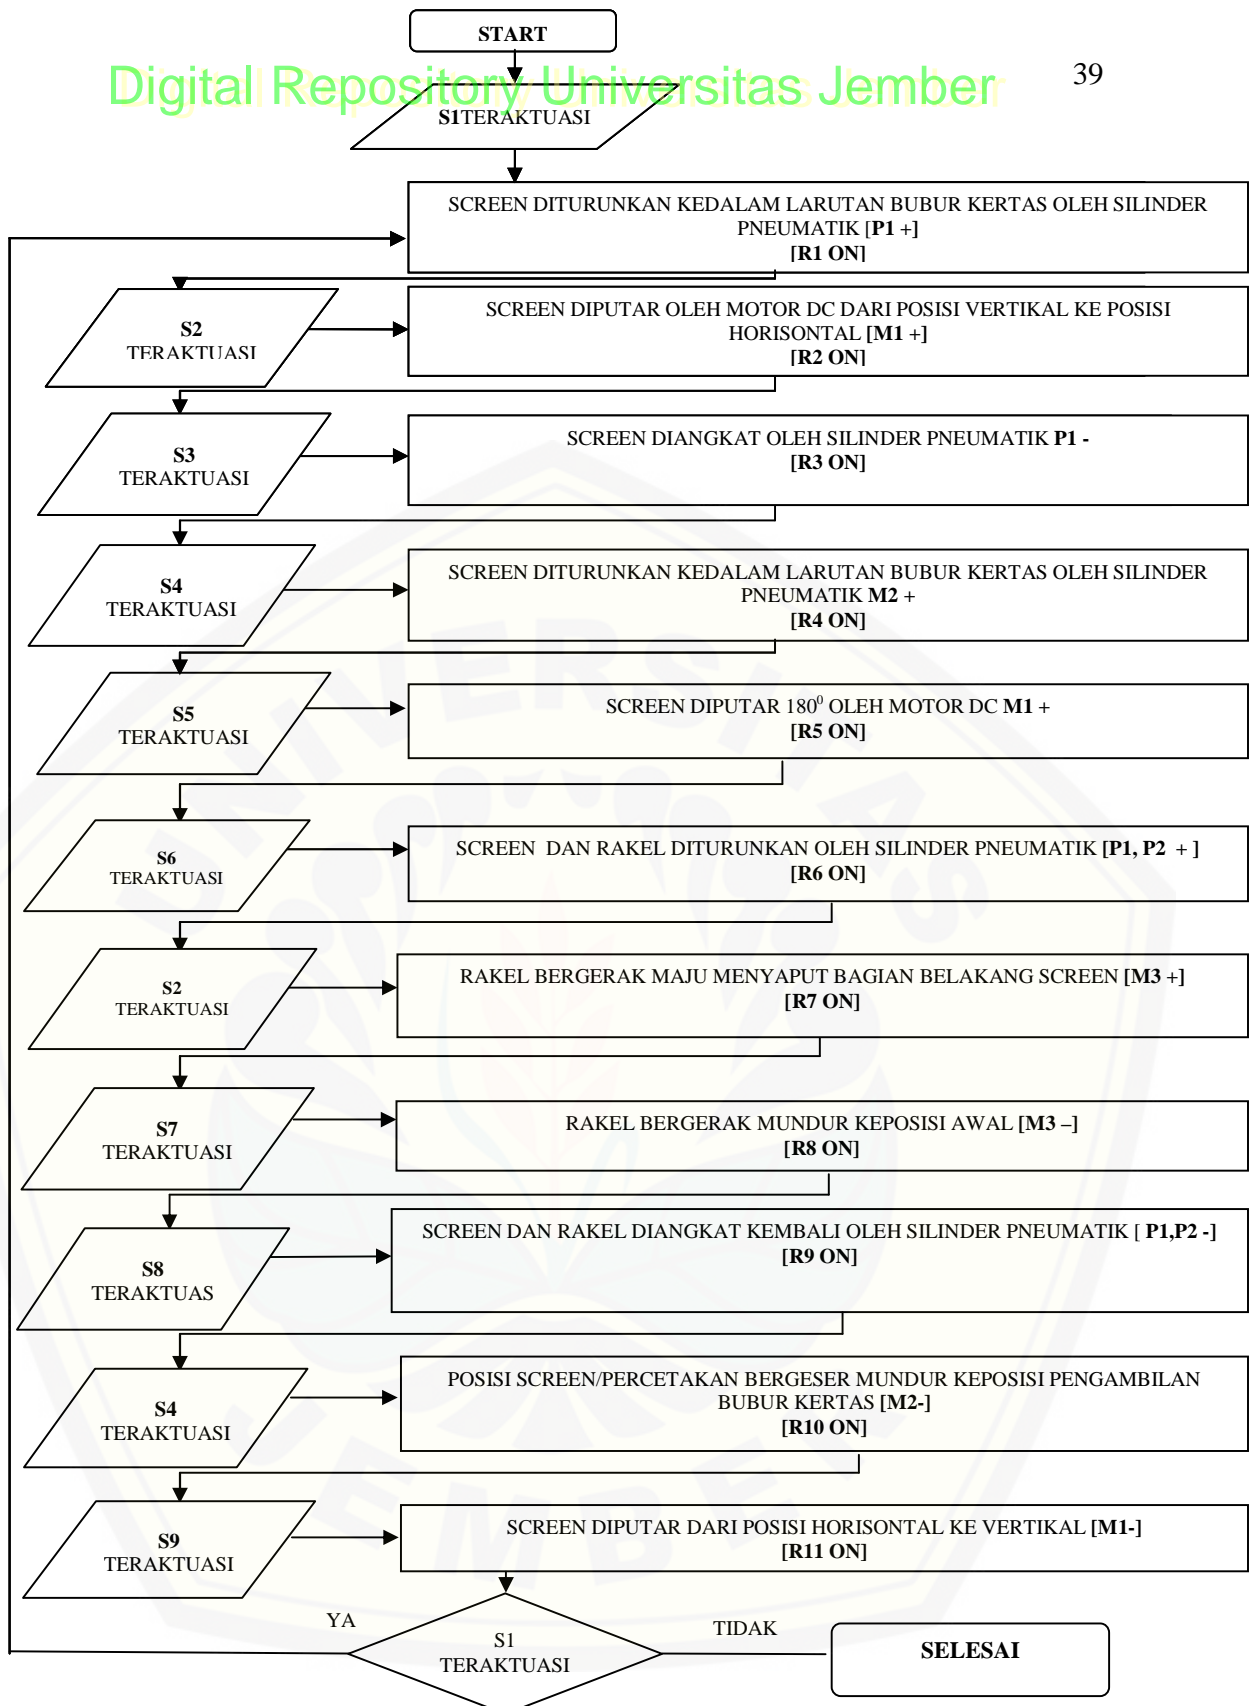 START
Digital Repository Universitas Jember
39
S1TERAKTUASI
SCREEN DITURUNKAN KEDALAM LARUTAN BUBUR KERTAS OLEH SILINDER
PNEUMATIK [P1 +]
[R1 ON]
S2
TERAKTUASI
SCREEN DIPUTAR OLEH MOTOR DC DARI POSISI VERTIKAL KE POSISI
HORISONTAL [M1 +]
[R2 ON]
S3
TERAKTUASI
SCREEN DIANGKAT OLEH SILINDER PNEUMATIK P1 -
[R3 ON]
S4
TERAKTUASI
SCREEN DITURUNKAN KEDALAM LARUTAN BUBUR KERTAS OLEH SILINDER
PNEUMATIK M2 +
[R4 ON]
S5
TERAKTUASI
SCREEN DIPUTAR 180⁰ OLEH MOTOR DC M1 +
[R5 ON]
S6
TERAKTUASI
SCREEN DAN RAKEL DITURUNKAN OLEH SILINDER PNEUMATIK [P1, P2 + ]
[R6 ON]
S2
TERAKTUASI
RAKEL BERGERAK MAJU MENYAPUT BAGIAN BELAKANG SCREEN [M3 +]
[R7 ON]
S7
TERAKTUASI
RAKEL BERGERAK MUNDUR KEPOSISI AWAL [M3 –]
[R8 ON]
S8
TERAKTUAS
SCREEN DAN RAKEL DIANGKAT KEMBALI OLEH SILINDER PNEUMATIK [ P1,P2 -]
[R9 ON]
S4
TERAKTUASI
POSISI SCREEN/PERCETAKAN BERGESER MUNDUR KEPOSISI PENGAMBILAN
BUBUR KERTAS [M2-]
[R10 ON]
S9
TERAKTUASI
SCREEN DIPUTAR DARI POSISI HORISONTAL KE VERTIKAL [M1-]
[R11 ON]
YA
S1
TERAKTUASI
TIDAK
SELESAI
UNIVERSITAS
JEMBER